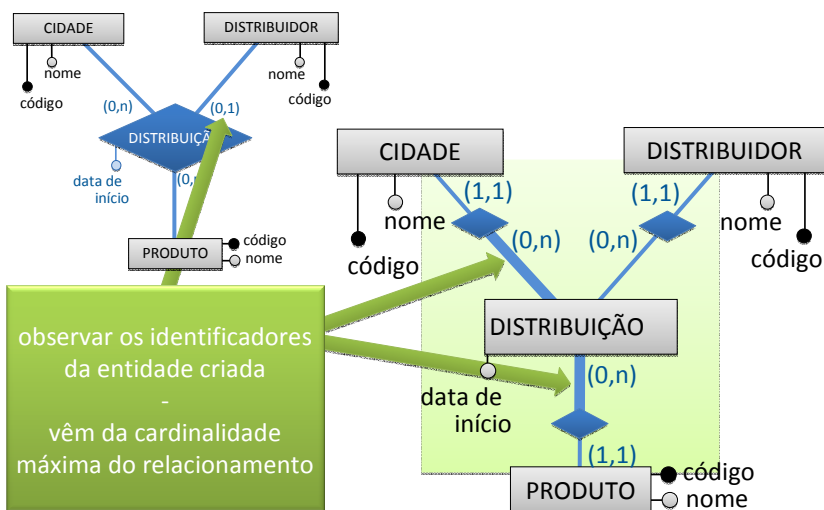 CIDADE
DISTRIBUIDOR
nome
nome
código
código
(0,n)
(0,1)
DISTRIBUIÇÃ
data de
início
(0,
PRODUTO
código
nome
observar os identificadores
da entidade criada
-
vêm da cardinalidade
máxima do relacionamento
CIDADE
DISTRIBUIDOR
(1,1)
(1,1)
nome
nome
código
código
(0,n)
(0,n)
DISTRIBUIÇÃO
(0,n)
data de
início
(1,1)
PRODUTO
código
nome